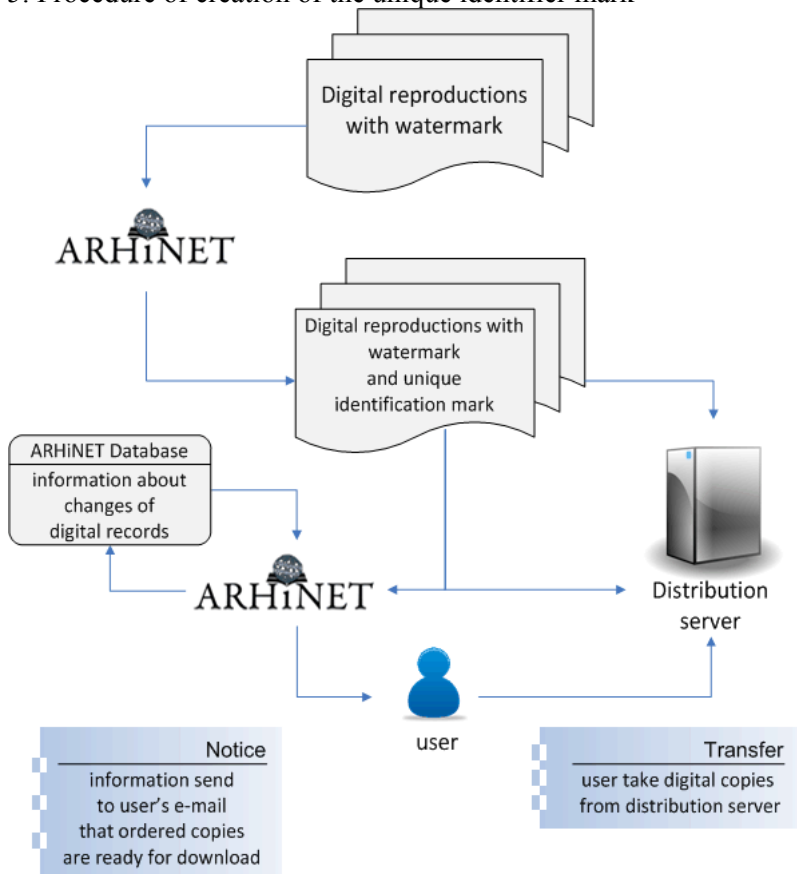 Digital reproductions
with watermark
ARHiNET
Digital reproductions with
watermark
and unique
identification mark
ARHiNET Database
information about
changes of
digital records
ARHiNET
Distribution
server
user
Notice
information send
to user's e-mail
that ordered copies
are ready for download
Transfer
user take digital copies
from distribution server